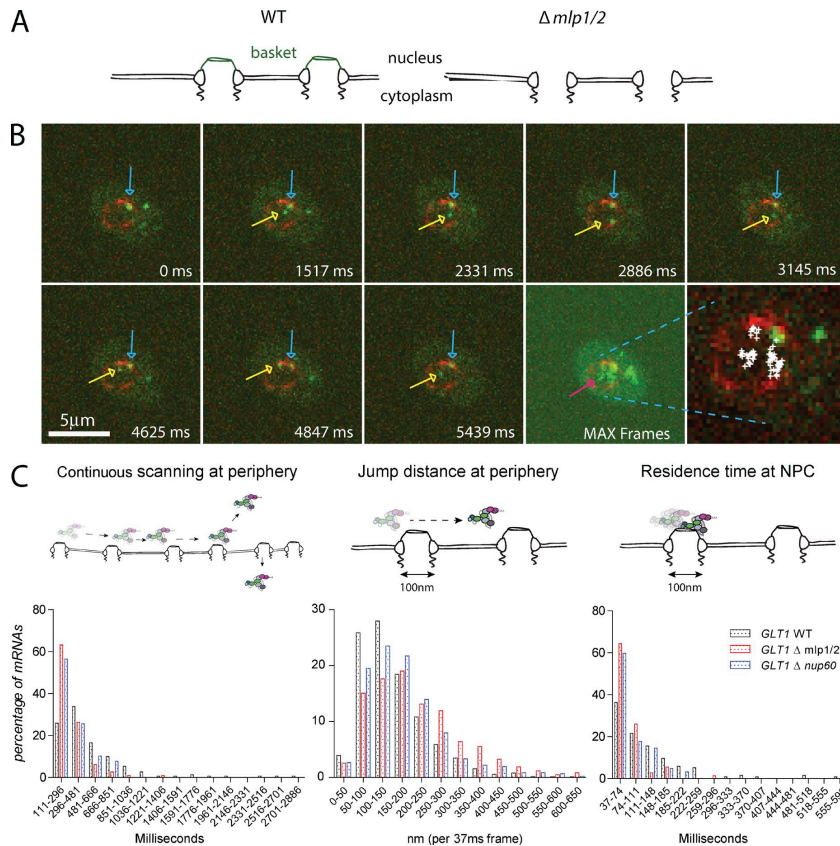 A
WT
Δ mlp1/2
basket
nucleus
cytoplasm
B
0 ms
1517 ms
2331 ms
2886 ms
3145 ms
5µm
4625 ms
4847 ms
5439 ms
MAX Frames
C
Continuous scanning at periphery
Jump distance at periphery
Residence time at NPC
100nm
100nm
percentage of mRNAs
80
60
40
20
0
111-296
296-481
481-666
666-851
851-1036
1036-1221
1221-1406
1406-1591
1591-1776
1776-1961
1961-2146
2146-2331
2331-2516
2516-2701
2701-2886
Milliseconds
30
20
10
0
0-50
50-100
100-150
150-200
200-250
250-300
300-350
350-400
400-450
450-500
500-550
550-600
600-650
nm (per 37ms frame)
80
60
40
20
0
37-74
74-111
111-148
148-185
185-222
222-259
259-296
296-333
333-370
370-407
407-444
444-481
481-518
518-555
GLT1 WT
GLT1 Δ mlp1/2
GLT1 Δ nup60
Milliseconds